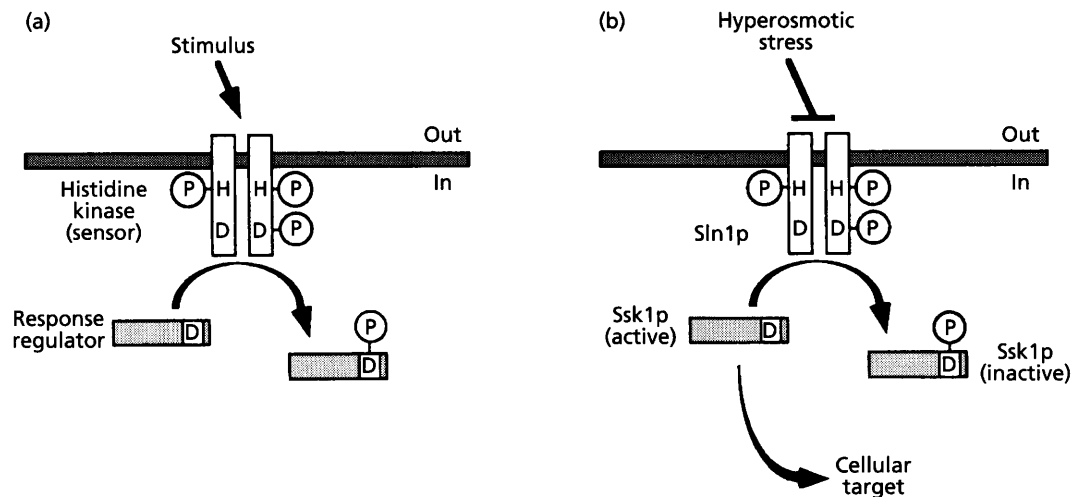 (a)
Stimulus
Out
In
Histidine
kinase
(sensor)
P H H P
D D P
Response
regulator
D
P
D
(b)
Hyperosmotic
stress
Out
In
P H H P
D D P
Sln1p
Ssk1p
(active)
D
P
D
Ssk1p
(inactive)
Cellular
target